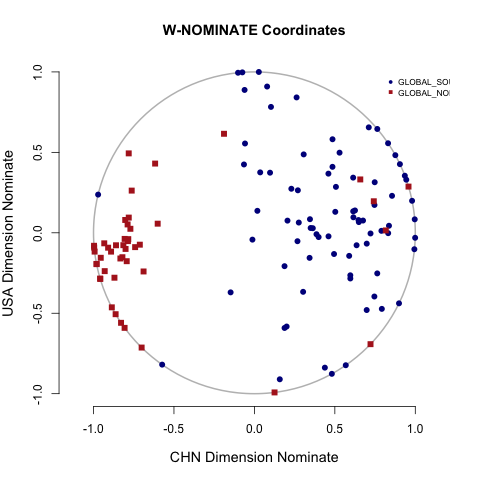 W-NOMINATE Coordinates
GLOBAL_SOU
GLOBAL_NOI
USA Dimension Nominate
1.0
0.5
0.0
-0.5
-1.0
-1.0
-0.5
0.0
0.5
1.0
CHN Dimension Nominate